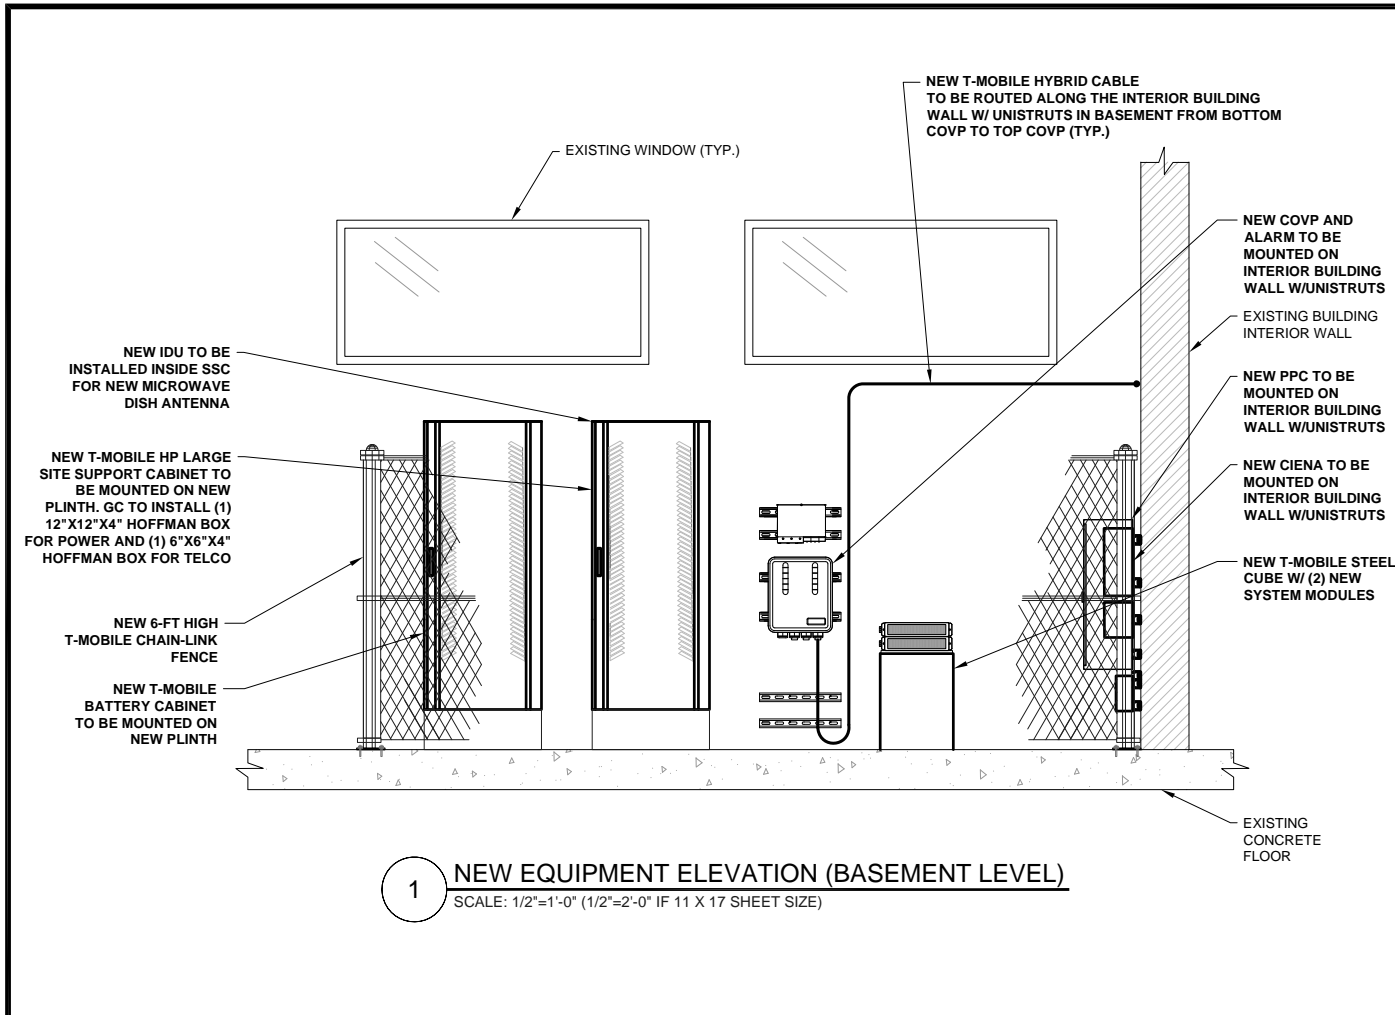 NEW T-MOBILE HYBRID CABLE
TO BE ROUTED ALONG THE INTERIOR BUILDING
WALL W/ UNISTRUTS IN BASEMENT FROM BOTTOM
COVP TO TOP COVP (TYP.)
EXISTING WINDOW (TYP.)
NEW COVP AND
ALARM TO BE
MOUNTED ON
INTERIOR BUILDING
WALL W/UNISTRUTS
EXISTING BUILDING
INTERIOR WALL
NEW PPC TO BE
MOUNTED ON
INTERIOR BUILDING
WALL W/UNISTRUTS
NEW CIENA TO BE
MOUNTED ON
INTERIOR BUILDING
WALL W/UNISTRUTS
NEW T-MOBILE STEEL
CUBE W/ (2) NEW
SYSTEM MODULES
EXISTING
CONCRETE
FLOOR
NEW IDU TO BE
INSTALLED INSIDE SSC
FOR NEW MICROWAVE
DISH ANTENNA
NEW T-MOBILE HP LARGE
SITE SUPPORT CABINET TO
BE MOUNTED ON NEW
PLINTH. GC TO INSTALL (1)
12"X12"X4" HOFFMAN BOX
FOR POWER AND (1) 6"X6"X4"
HOFFMAN BOX FOR TELCO
NEW 6-FT HIGH
T-MOBILE CHAIN-LINK
FENCE
NEW T-MOBILE
BATTERY CABINET
TO BE MOUNTED ON
NEW PLINTH
1
NEW EQUIPMENT ELEVATION (BASEMENT LEVEL)
SCALE: 1/2"=1'-0" (1/2"=2'-0" IF 11 X 17 SHEET SIZE)